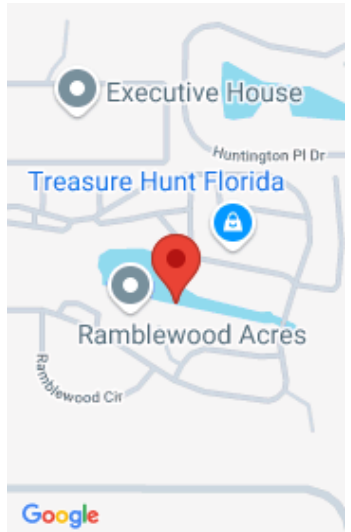 Executive House
Huntington Pl Dr
Treasure Hunt Florida
Ramblewood Acres
Ramblewood Cir
Google